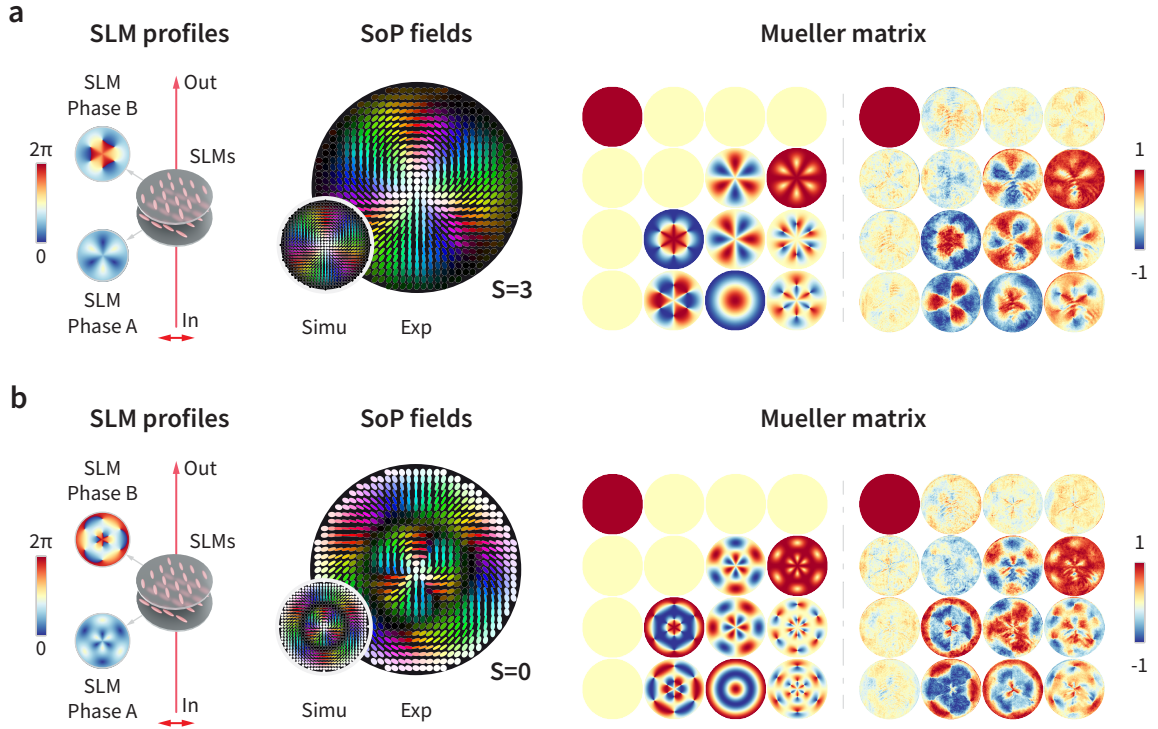 a
SLM profiles
SoP fields
Mueller matrix
SLM
Phase B
Out
2π
0
SLMs
SLM
Phase A
In
Simu
Exp
S=3
1
-1
b
SLM profiles
SoP fields
Mueller matrix
SLM
Phase B
Out
2π
0
SLMs
SLM
Phase A
In
Simu
Exp
S=0
1
-1